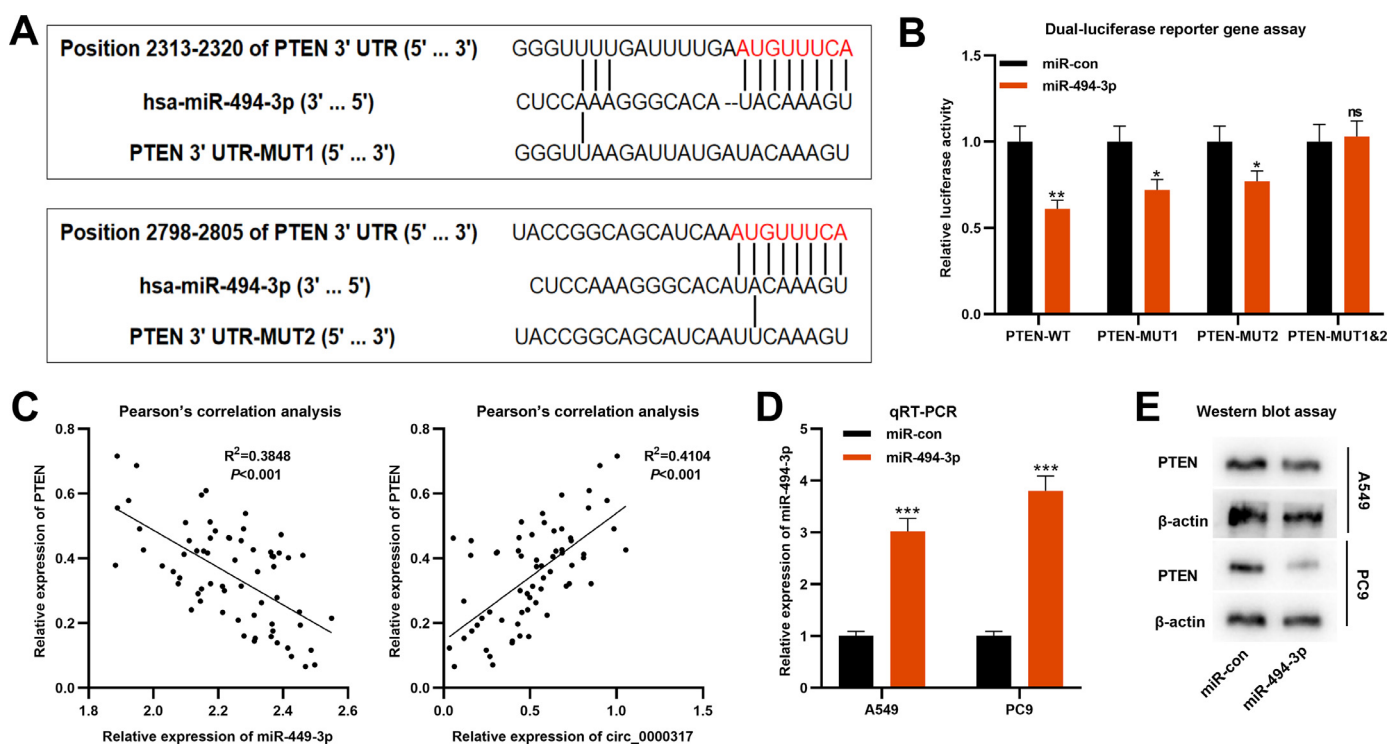 A
Position 2313-2320 of PTEN 3' UTR (5' ... 3') GGGUUUUGAUUUUGAAUGUUUCA
hsa-miR-494-3p (3' ... 5') CUCCAAAGGGCACA --UACAAAGU
PTEN 3' UTR-MUT1 (5' ... 3') GGGUUAAGAUUAUGAUACAAAGU
Position 2798-2805 of PTEN 3' UTR (5' ... 3') UACCGGCAGCAUCAAAUGUUUCA
hsa-miR-494-3p (3' ... 5') CUCCAAAGGGCACAUACAAAGU
PTEN 3' UTR-MUT2 (5' ... 3') UACCGGCAGCAUCAAUUCAAAGU
B
Dual-luciferase reporter gene assay
miR-con
miR-494-3p
Relative luciferase activity
1.5
1.0
0.5
0.0
** * * ns
PTEN-WT PTEN-MUT1 PTEN-MUT2 PTEN-MUT1&2
C
Pearson's correlation analysis
R²=0.3848
P<0.001
Relative expression of PTEN
0.8
0.6
0.4
0.2
0.0
1.8 2.0 2.2 2.4 2.6
Relative expression of miR-449-3p
Pearson's correlation analysis
R²=0.4104
P<0.001
Relative expression of PTEN
0.8
0.6
0.4
0.2
0.0
0.0 0.5 1.0 1.5
Relative expression of circ_0000317
D
qRT-PCR
miR-con
miR-494-3p
Relative expression of miR-494-3p
5
4
3
2
1
0
*** ***
A549 PC9
E
Western blot assay
PTEN
β-actin
A549
PTEN
β-actin
PC9
miR-con miR-494-3p